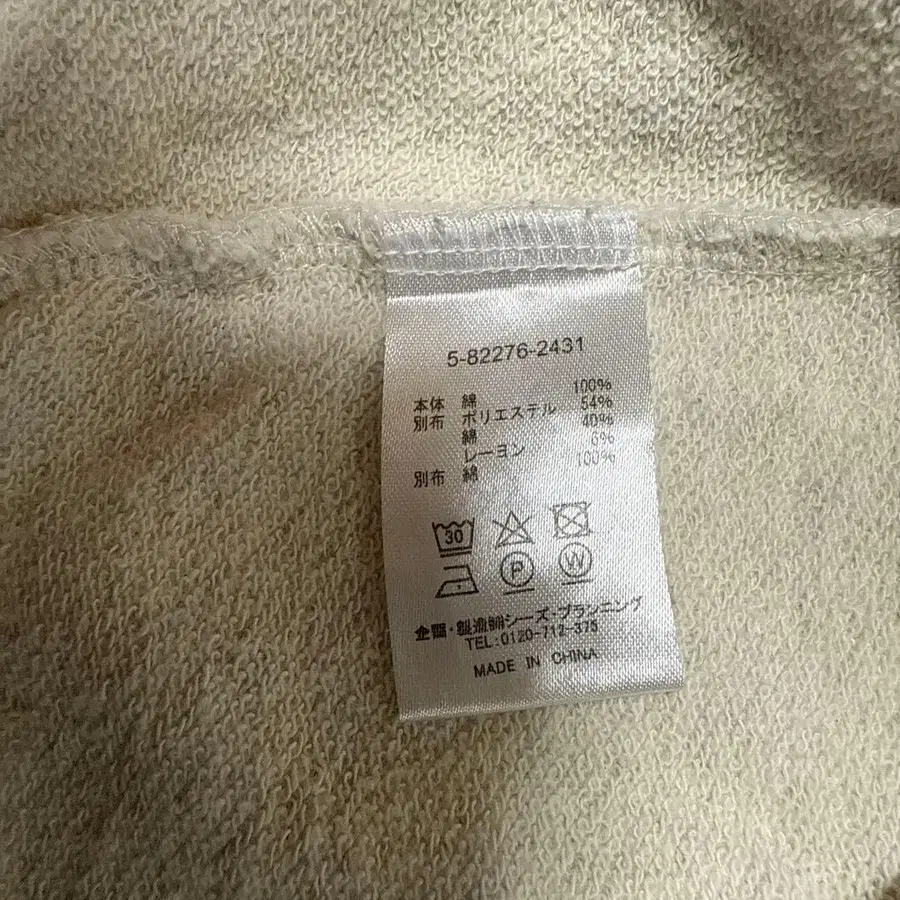 5-82276-2431
本体 綿 100%
別布 ポリエステル 54%
綿 40%
レーヨン 6%
別布 綿 100%
30
P W
企画・製造㈱シーズ・プランニング
TEL:0120-712-375
MADE IN CHINA